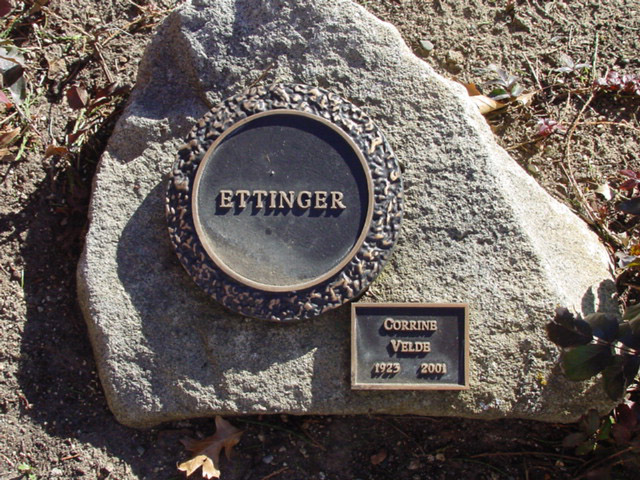 ETTINGER
CORRINE
VELDE
1923 2001